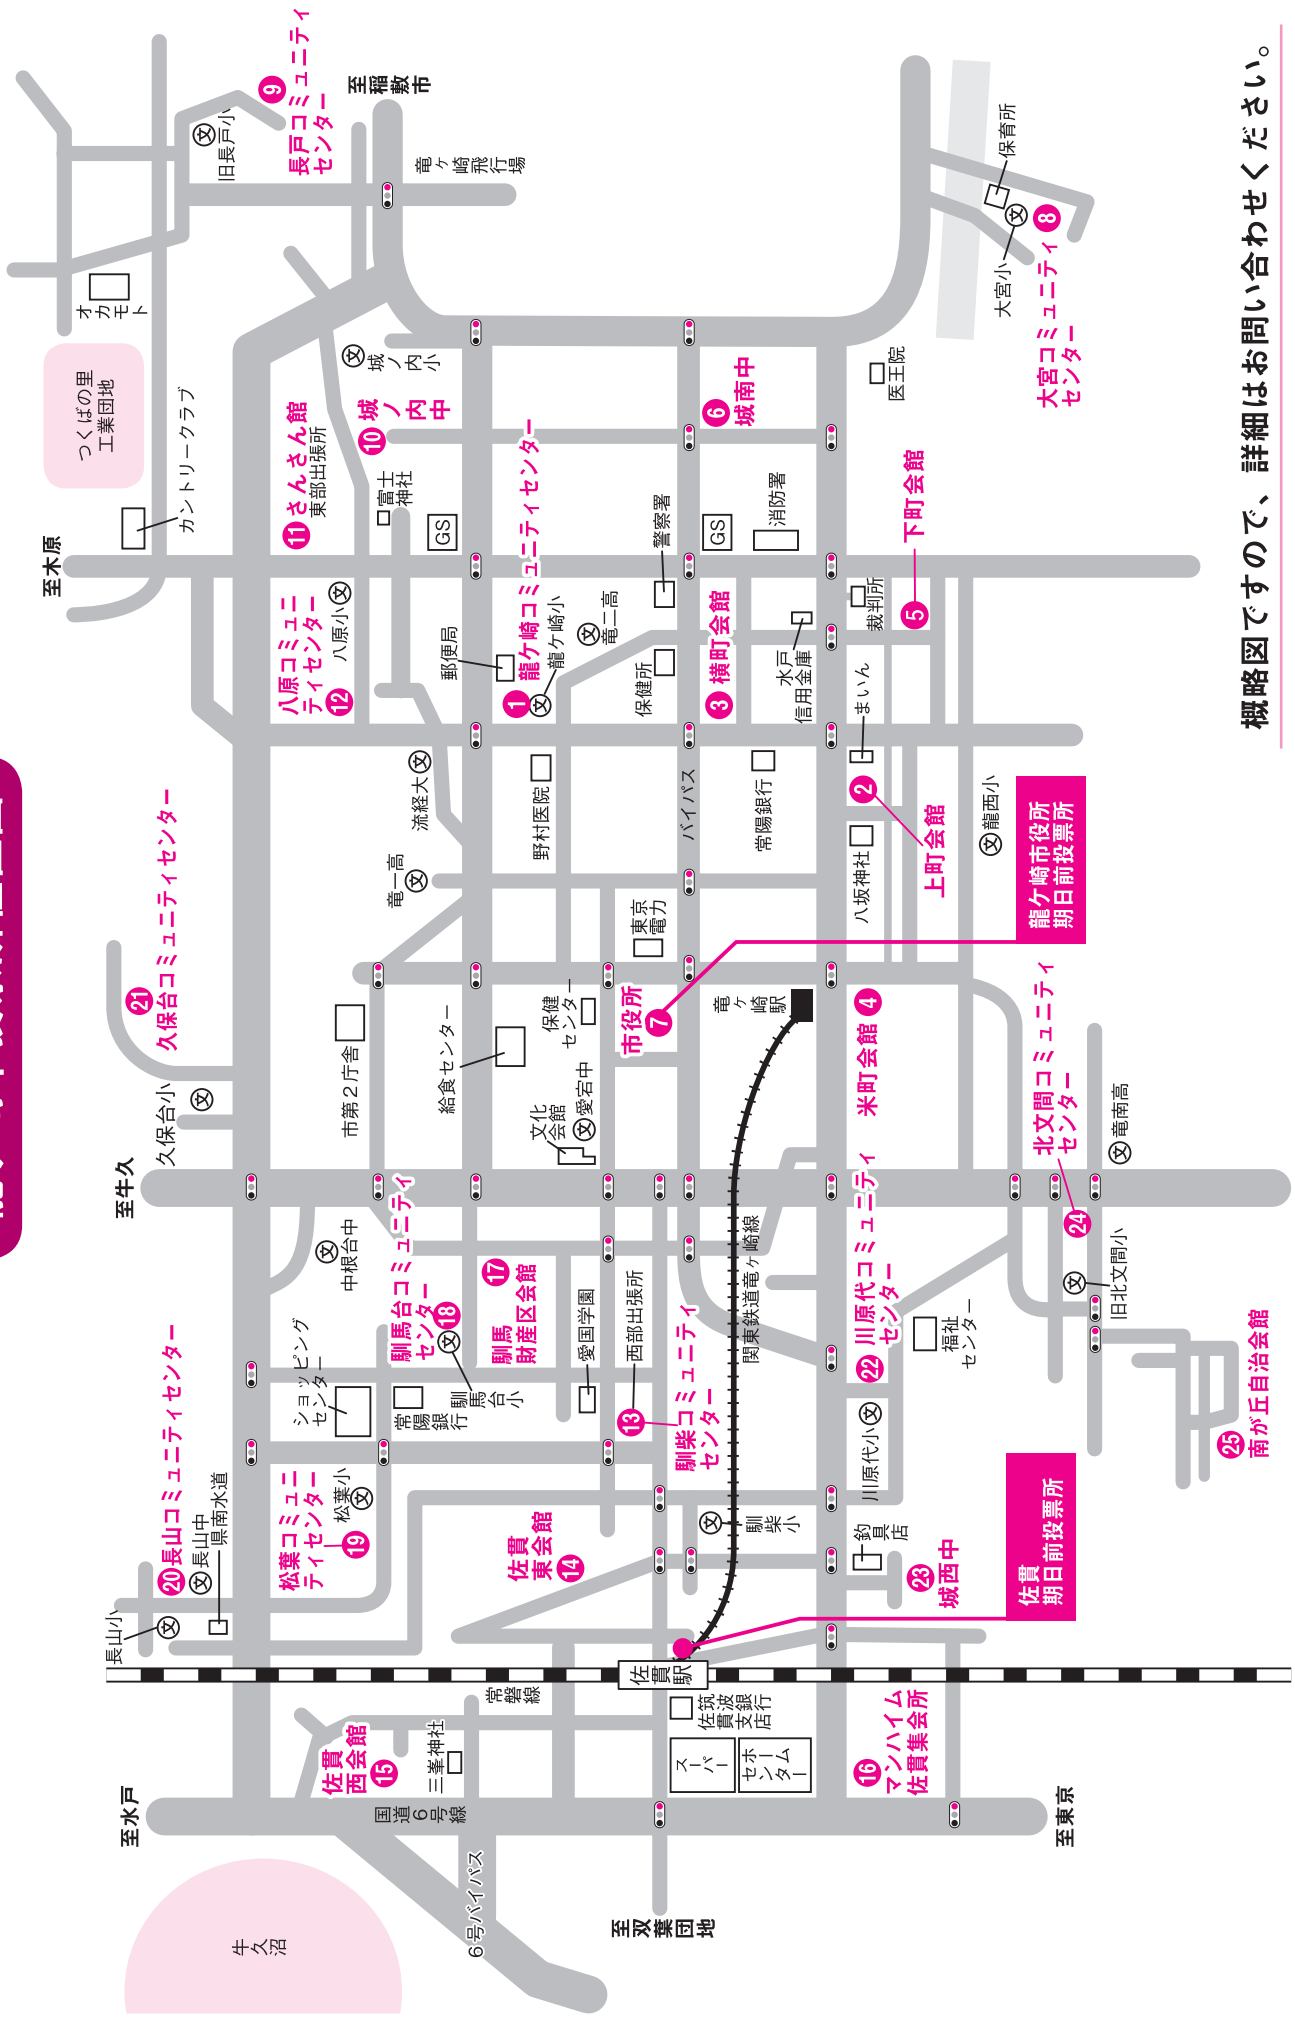 至水戸
牛久沼
6号バイパス
国道6号線
至双葉団地
至東京
三峯神社
15
佐貫
西会館
常磐線
佐貫駅
スーパー
ホームセンター
筑波銀行
佐貫支店
16
マンハイム
佐貫集会所
長山小
20
長山コミュニティセンター
長山中
県南水道
松葉コミュニ
ティセンター
19
松葉小
佐貫
東会館
14
馴柴小
釣具店
23
城西中
佐貫
期日前投票所
ショッピング
センター
常陽銀行
馴馬台コミュニティ
センター
18
馴馬台小
17
馴馬
財産区会館
愛国学園
西部出張所
13
馴柴コミュニティ
センター
関東鉄道竜ヶ崎線
22
川原代コミュニティ
センター
川原代小
福祉
センター
25
南が丘自治会館
旧北文間小
24
北文間コミュニティ
センター
竜南高
至牛久
中根台中
久保台小
21
久保台コミュニティセンター
市第2庁舎
給食センター
文化
会館
愛宕中
保健
センター
市役所
7
東京
電力
竜ヶ崎駅
4
米町会館
龍ケ崎市役所
期日前投票所
竜一高
流経大
野村医院
バイパス
常陽銀行
八坂神社
まいん
2
上町会館
龍西小
至木原
八原コミュニ
ティセンター
12
八原小
11
さんさん館
東部出張所
富士
神社
GS
郵便局
1
龍ケ崎コミュニティセンター
龍ケ崎小
竜二高
保健所
警察署
3
横町会館
GS
消防署
水戸
信用金庫
裁判所
5
下町会館
カントリークラブ
つくばの里
工業団地
オカモト
10
城ノ内中
城ノ内小
6
城南中
医王院
旧長戸小
9
長戸コミュニティ
センター
至稲敷市
竜ヶ崎飛行場
保育所
大宮小
8
大宮コミュニティ
センター
概略図ですので、詳細はお問い合わせください。